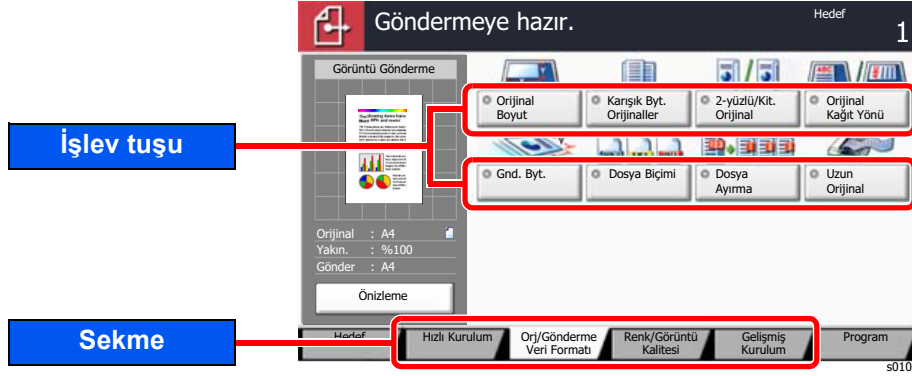 Göndermeye hazır.
Hedef
1
Görüntü Gönderme
Orijinal : A4
Yakın. : %100
Gönder : A4
Önizleme
Orijinal
Boyut
Karışık Byt.
Orijinaller
2-yüzlü/Kit.
Orijinal
Orijinal
Kağıt Yönü
Gnd. Byt.
Dosya Biçimi
Dosya
Ayırma
Uzun
Orijinal
İşlev tuşu
Sekme
Hedef
Hızlı Kurulum
Orj/Gönderme
Veri Formatı
Renk/Görüntü
Kalitesi
Gelişmiş
Kurulum
Program
s010